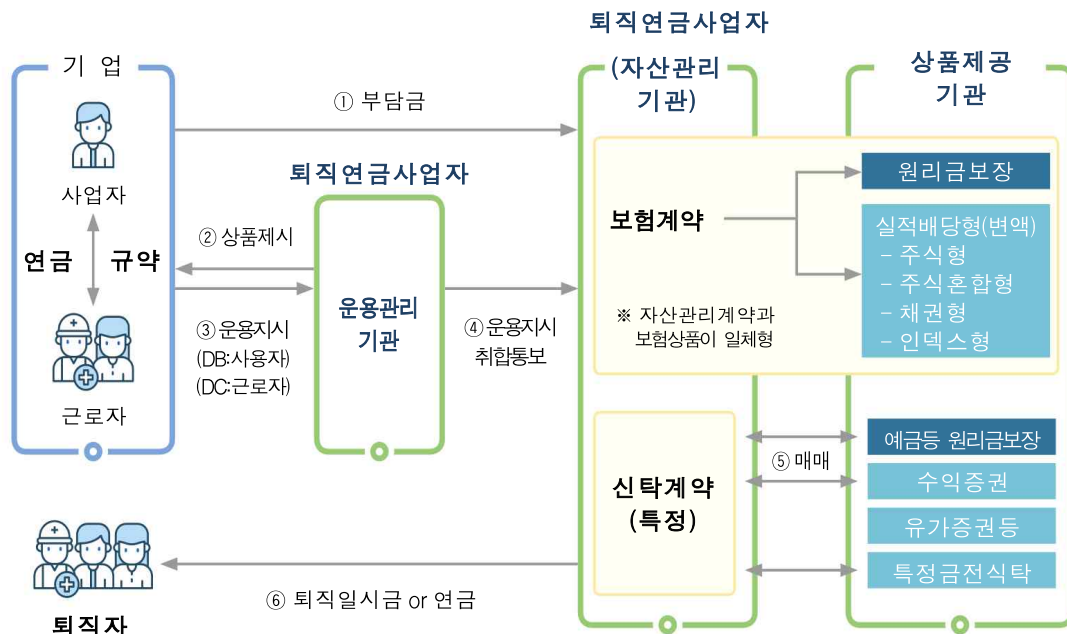 퇴직연금사업자
기 업
(자산관리
기관)
상품제공
기관
① 부담금
사업자
퇴직연금사업자
원리금보장
보험계약
실적배당형(변액)
– 주식형
– 주식혼합형
– 채권형
– 인덱스형
② 상품제시
연금
규약
운용관리
기관
③ 운용지시
(DB:사용자)
(DC:근로자)
④ 운용지시
취합통보
※ 자산관리계약과
보험상품이 일체형
근로자
예금등 원리금보장
⑤ 매매
신탁계약
(특정)
수익증권
유가증권등
특정금전식탁
⑥ 퇴직일시금 or 연금
퇴직자